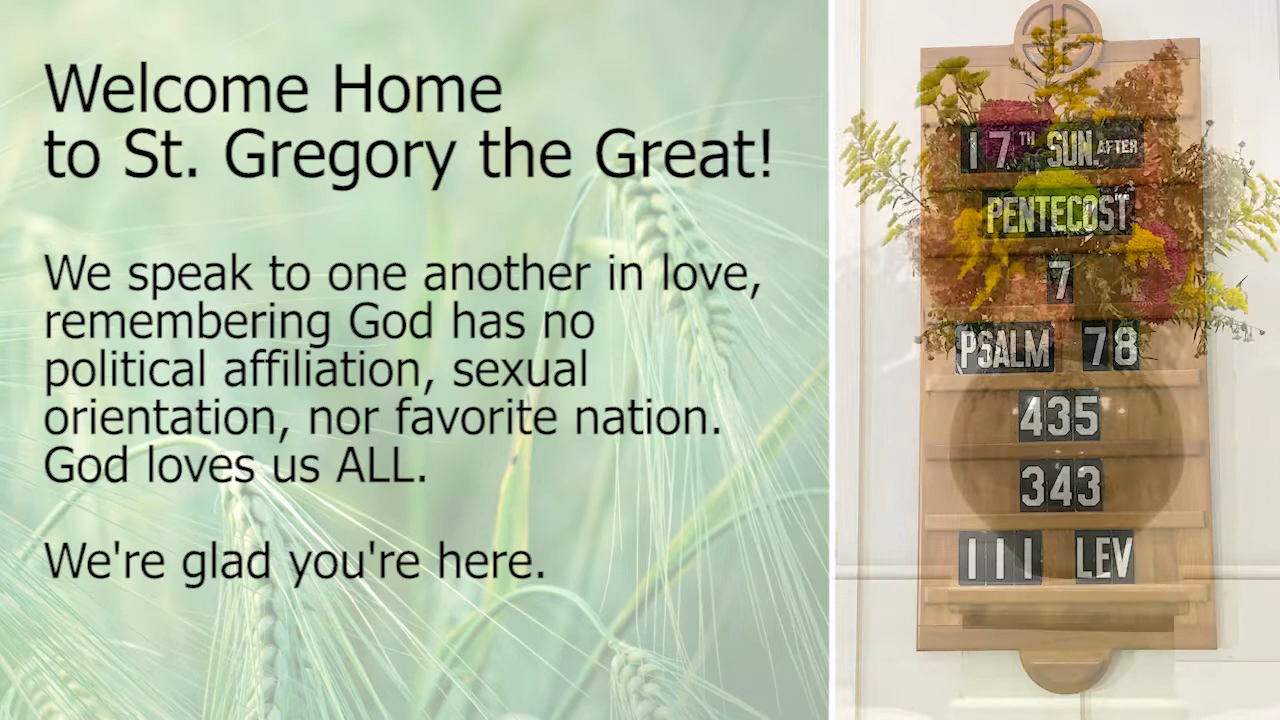 Welcome Home
to St. Gregory the Great!
We speak to one another in love,
remembering God has no
political affiliation, sexual
orientation, nor favorite nation.
God loves us ALL.
We're glad you're here.
17TH SUN. AFTER
PENTECOST
7
PSALM 78
435
343
111 LEV